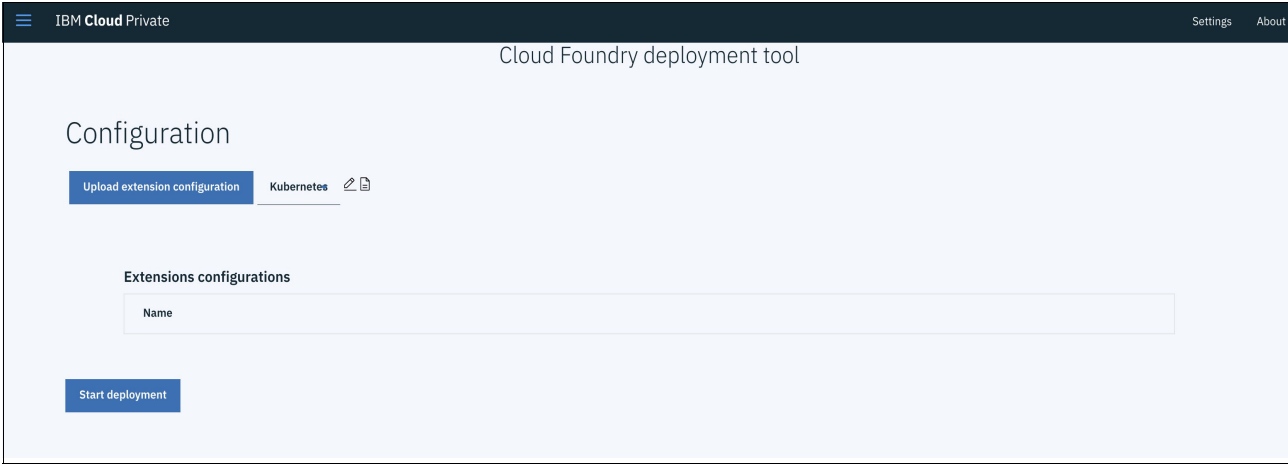 IBM Cloud Private
Settings About
Cloud Foundry deployment tool
Configuration
Upload extension configuration Kubernetes
Extensions configurations
Name
Start deployment